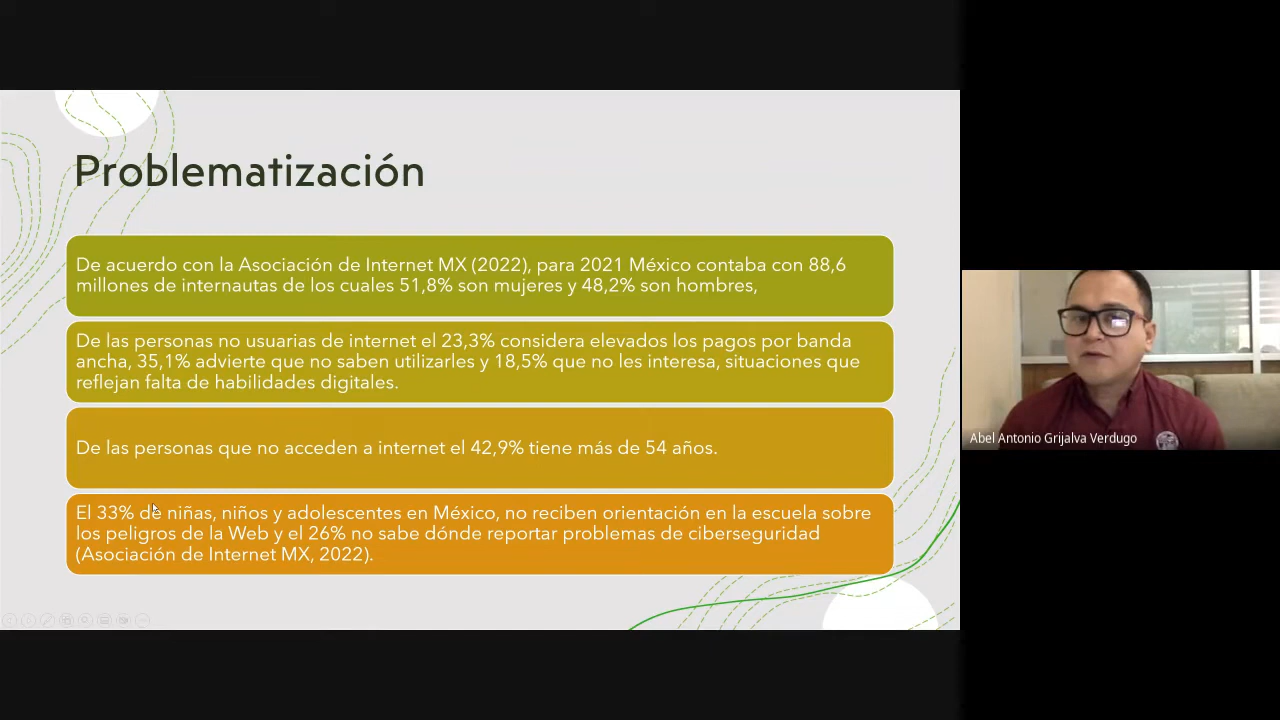 Problematización
De acuerdo con la Asociación de Internet MX (2022), para 2021 México contaba con 88,6
millones de internautas de los cuales 51,8% son mujeres y 48,2% son hombres,
De las personas no usuarias de internet el 23,3% considera elevados los pagos por banda
ancha, 35,1% advierte que no saben utilizarles y 18,5% que no les interesa, situaciones que
reflejan falta de habilidades digitales.
De las personas que no acceden a internet el 42,9% tiene más de 54 años.
El 33% de niñas, niños y adolescentes en México, no reciben orientación en la escuela sobre
los peligros de la Web y el 26% no sabe dónde reportar problemas de ciberseguridad
(Asociación de Internet MX, 2022).
Abel Antonio Grijalva Verdugo